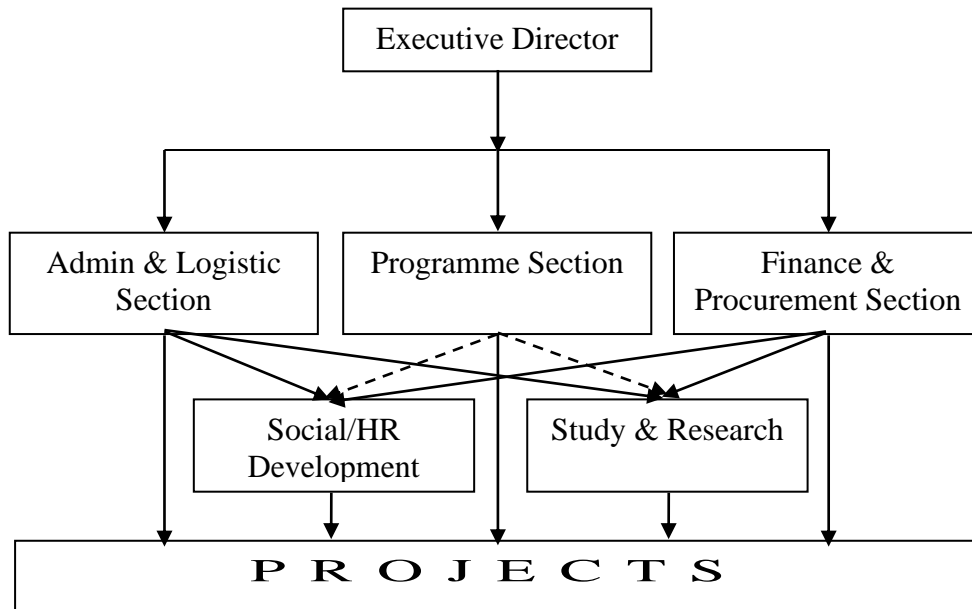 Executive Director
Admin & Logistic
Section
Programme Section
Finance &
Procurement Section
Social/HR
Development
Study & Research
P R O J E C T S